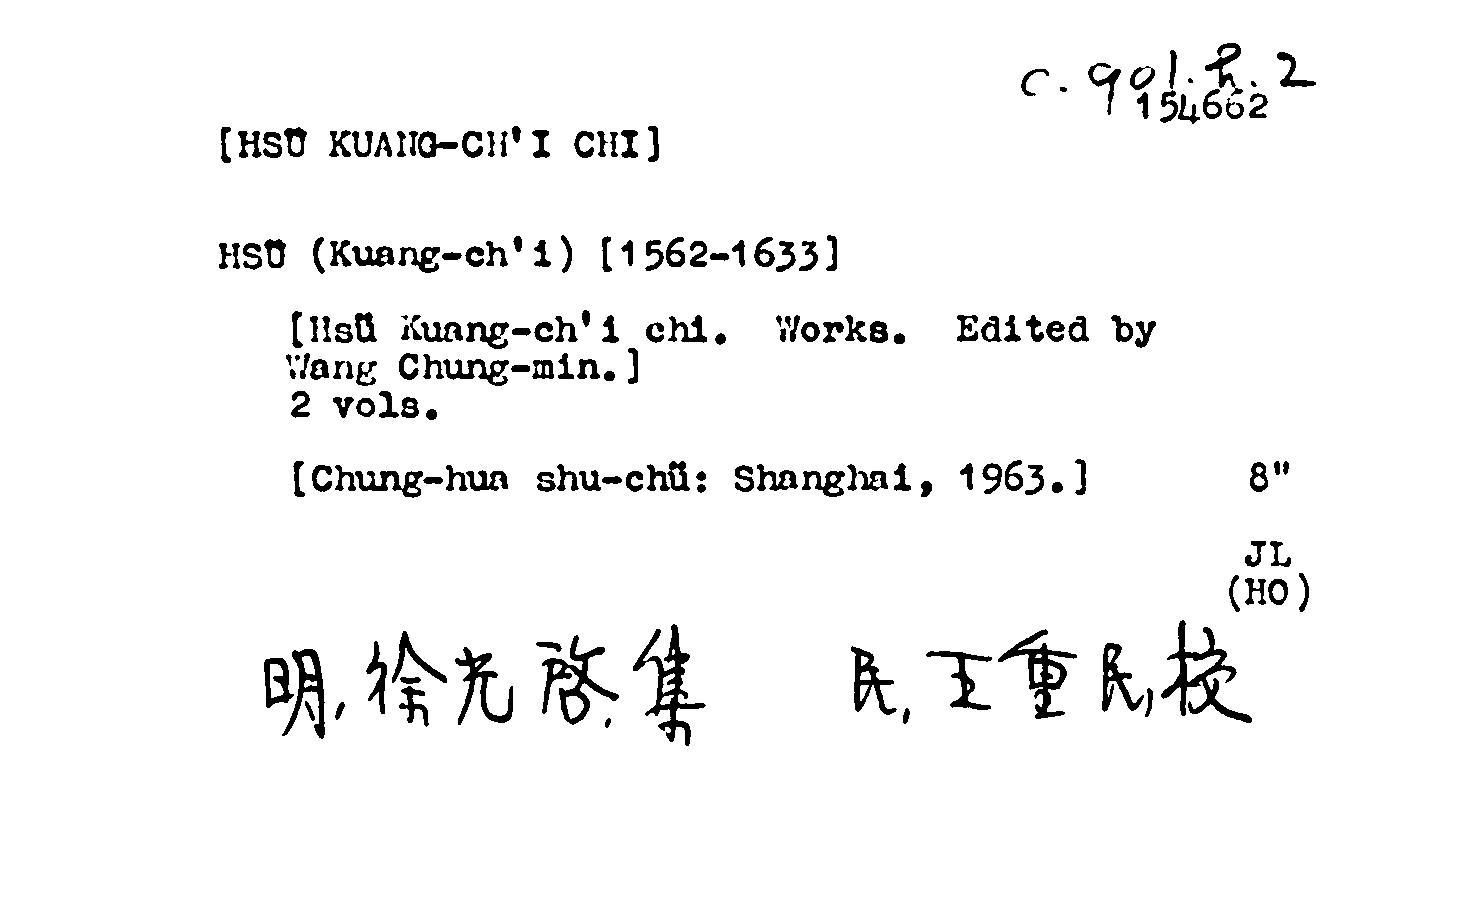 c. 901. h. 2
154662
[HSÜ KUANG-CH'I CHI]
HSÜ (Kuang-ch'i) [1562-1633]
[Hsü Kuang-ch'i chi. Works. Edited by
Wang Chung-min.]
2 vols.
[Chung-hua shu-chü: Shanghai, 1963.] 8"
JL
(HO)
明, 徐光啓, 集 民, 王重民, 校